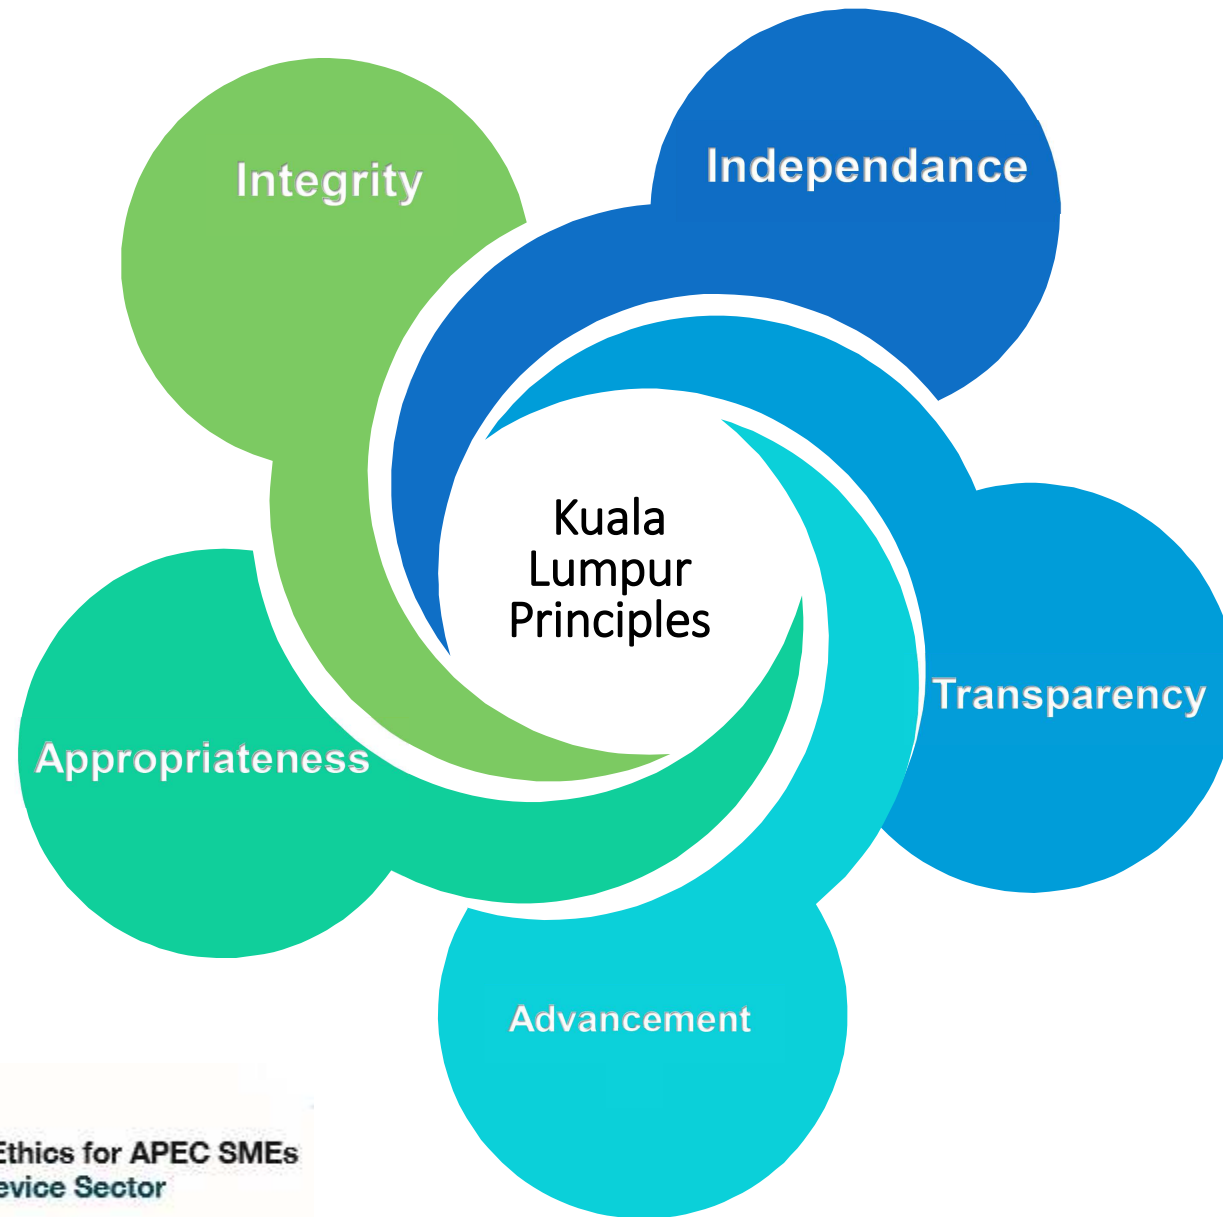 Integrity
Independance
Kuala
Lumpur
Principles
Transparency
Appropriateness
Advancement
Ethics for APEC SMEs
evice Sector